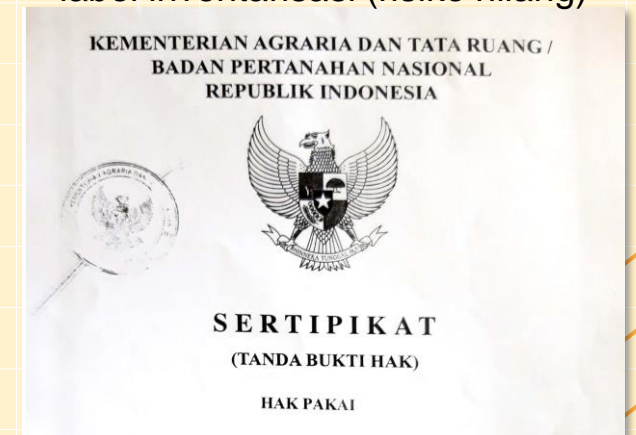 KEMENTERIAN AGRARIA DAN TATA RUANG /
BADAN PERTANAHAN NASIONAL
REPUBLIK INDONESIA
SERTIPIKAT
(TANDA BUKTI HAK)
HAK PAKAI